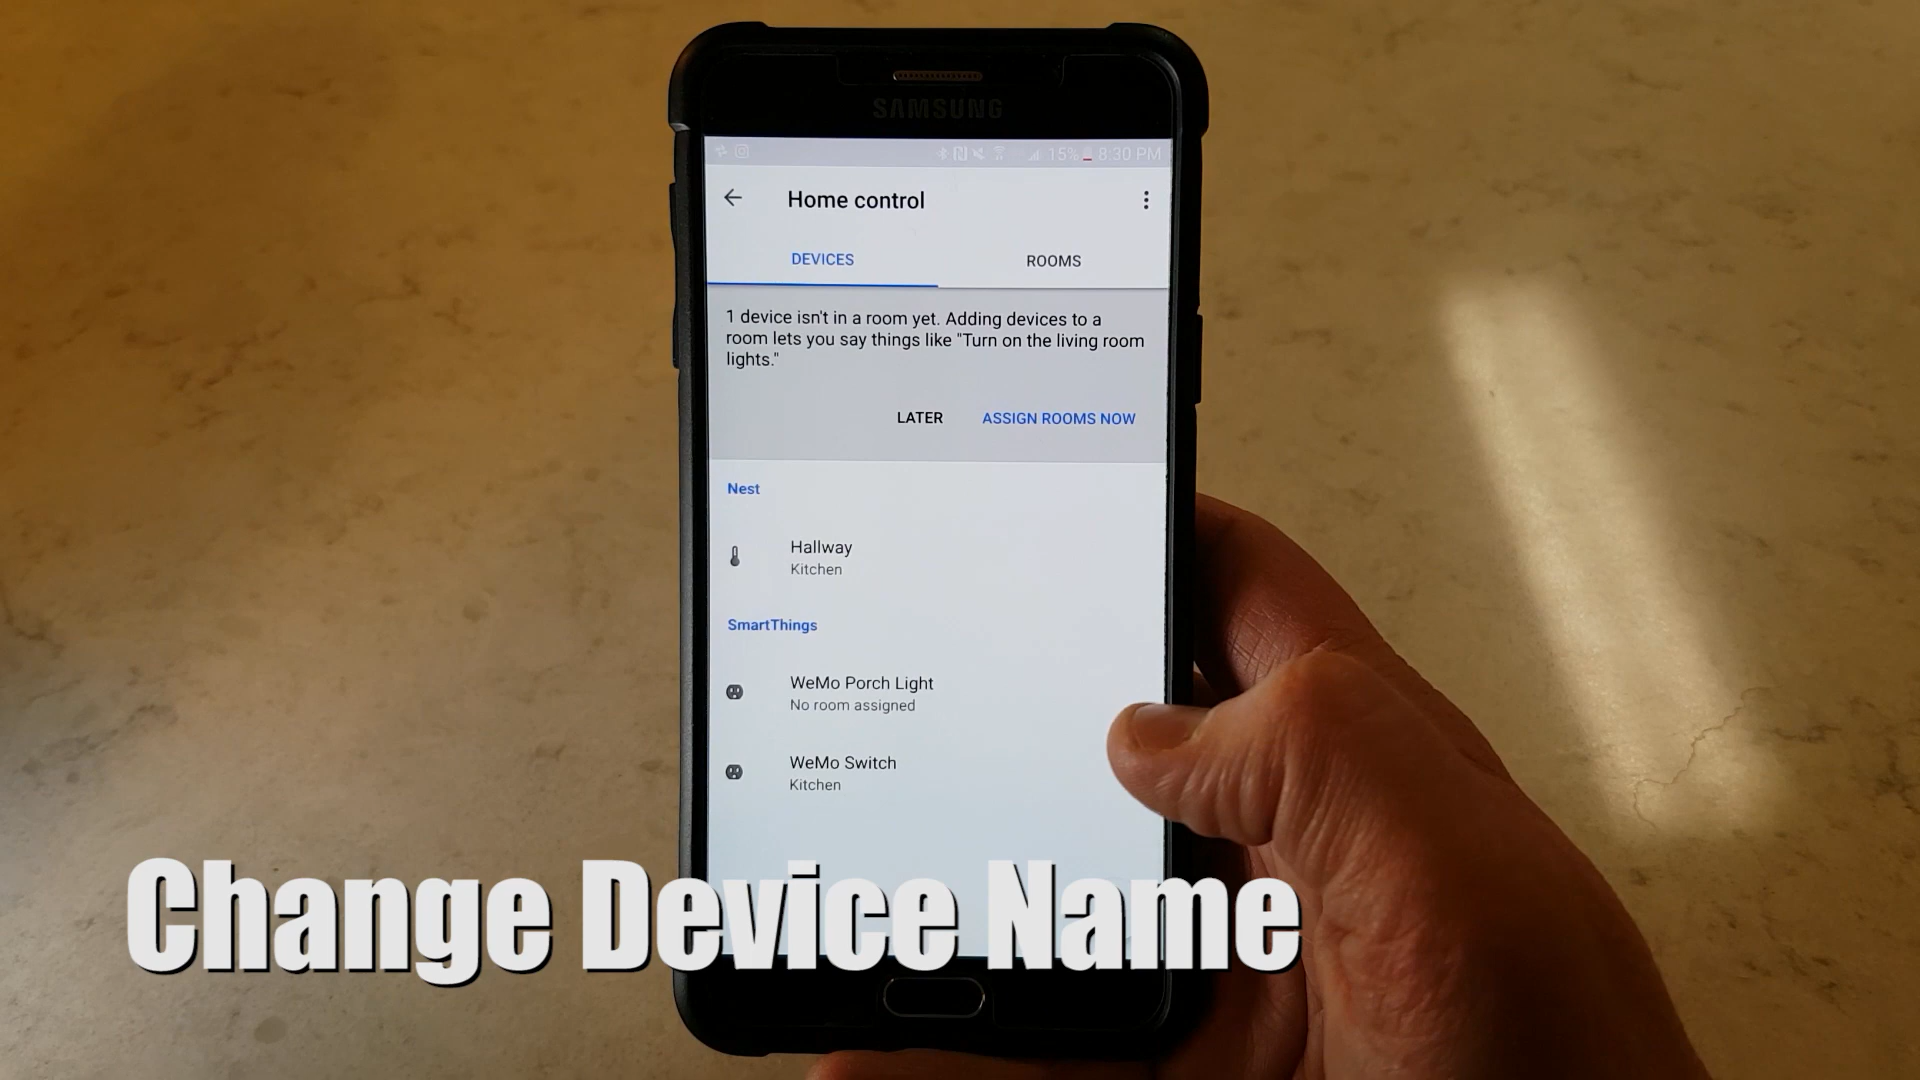 SAMSUNG
15% 8:30 PM
Home control
DEVICES
ROOMS
1 device isn't in a room yet. Adding devices to a
room lets you say things like "Turn on the living room
lights."
LATER
ASSIGN ROOMS NOW
Nest
Hallway
Kitchen
SmartThings
WeMo Porch Light
No room assigned
WeMo Switch
Kitchen
Change Device Name